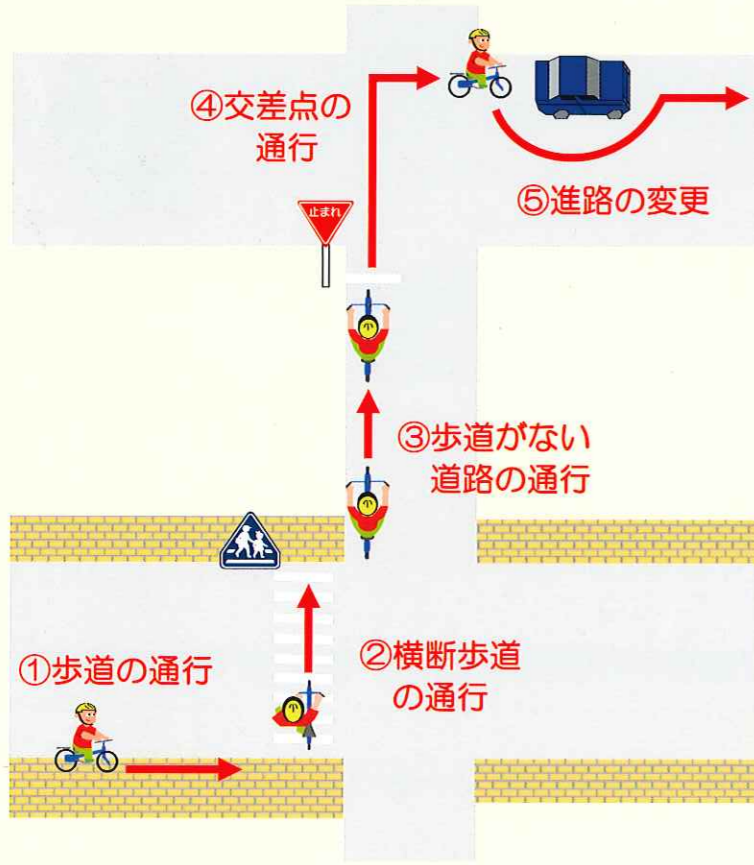 ④交差点の
通行
⑤進路の変更
止まれ
③歩道がない
道路の通行
①歩道の通行
②横断歩道
の通行